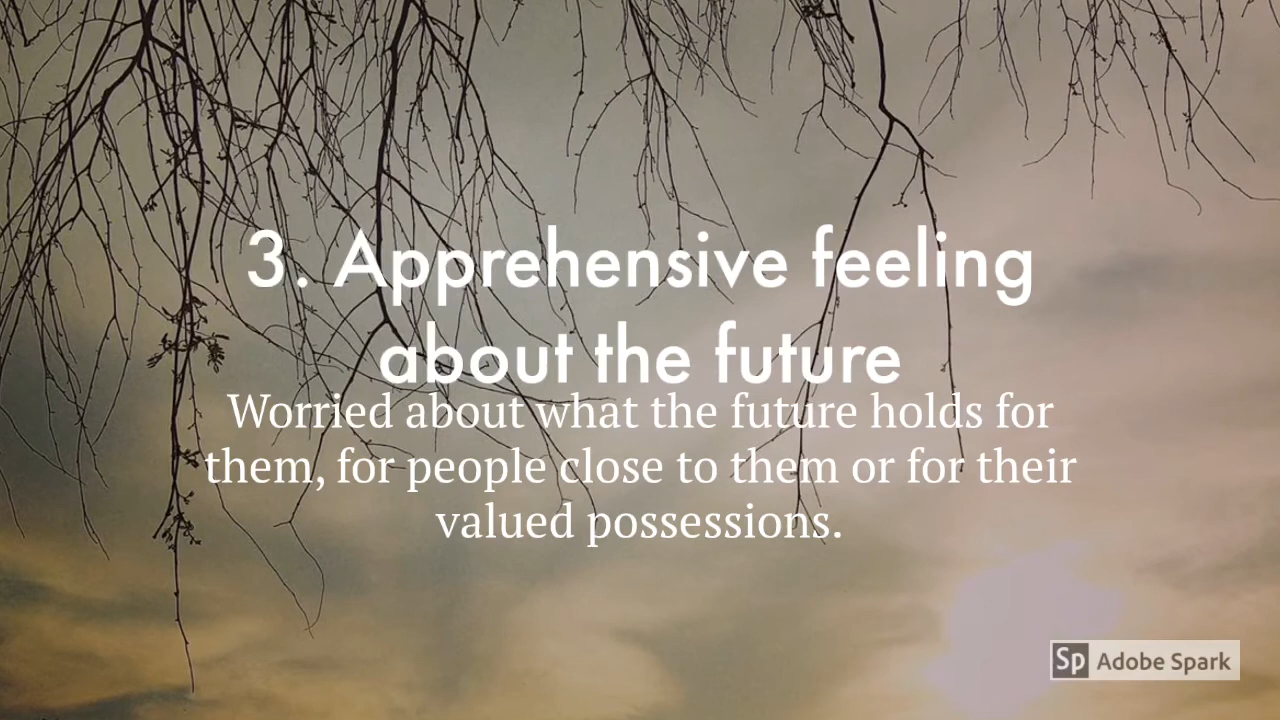 3. Apprehensive feeling
about the future
Worried about what the future holds for
them, for people close to them or for their
valued possessions.
Sp Adobe Spark